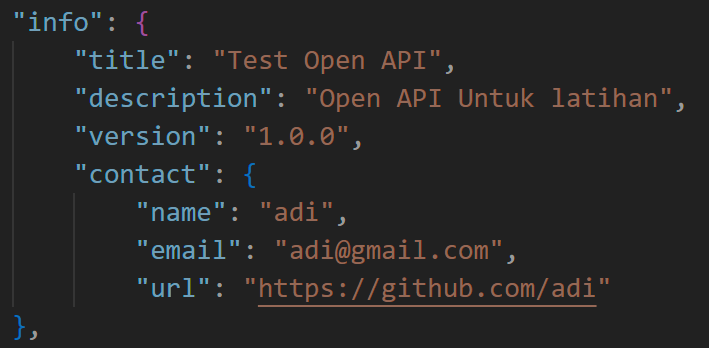 "info": {
    "title": "Test Open API",
    "description": "Open API Untuk latihan",
    "version": "1.0.0",
    "contact": {
        "name": "adi",
        "email": "adi@gmail.com",
        "url": "https://github.com/adi"
},